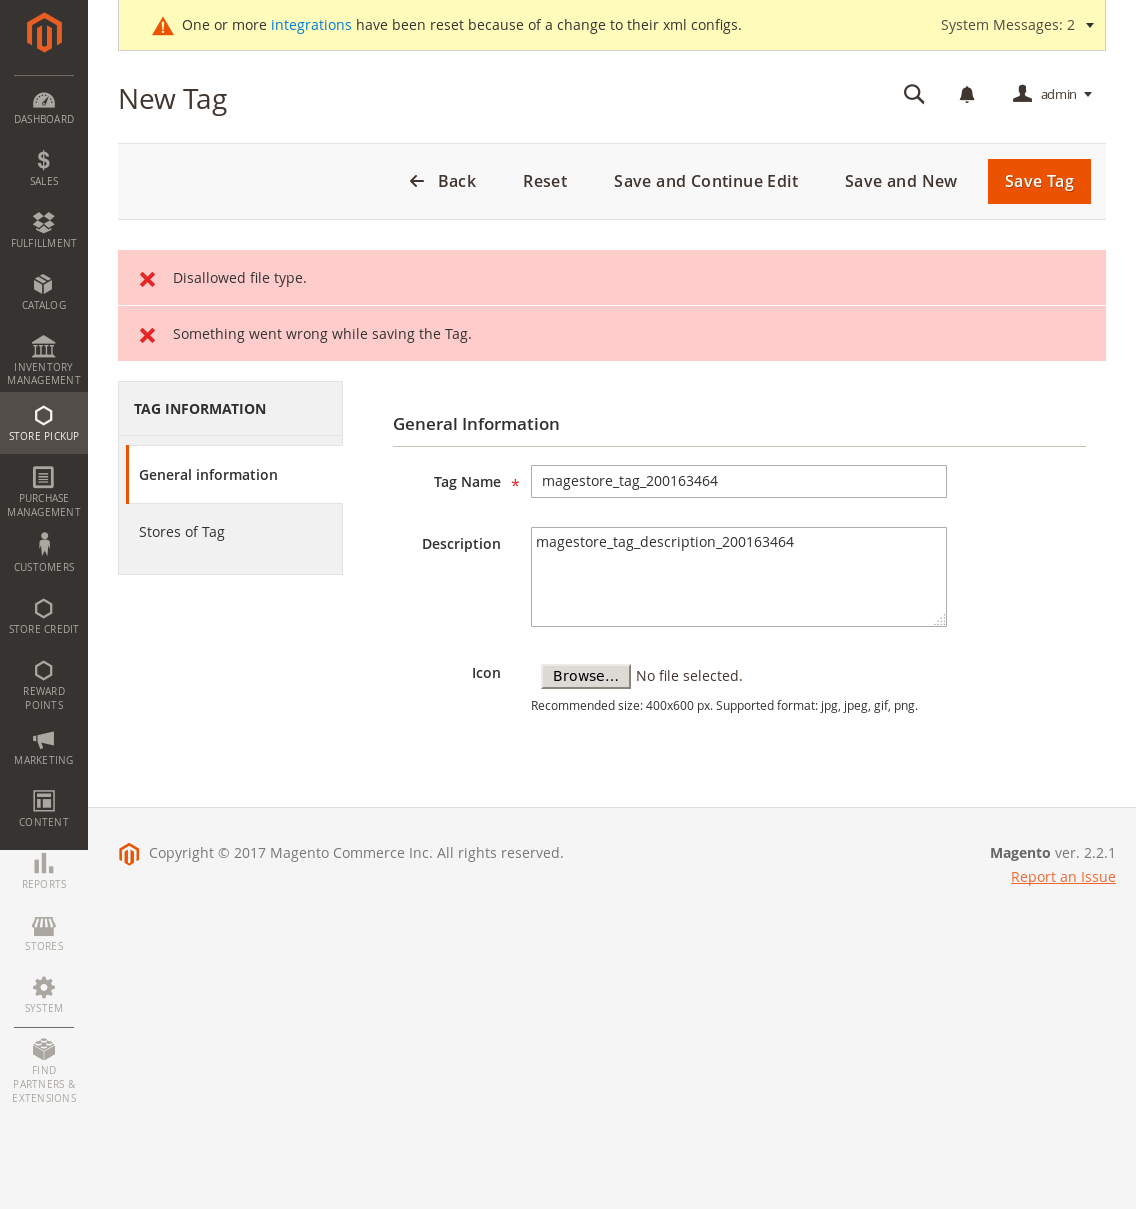 One or more integrations have been reset because of a change to their xml configs.
System Messages: 2
New Tag
admin
Back
Reset
Save and Continue Edit
Save and New
Save Tag
Disallowed file type.
Something went wrong while saving the Tag.
DASHBOARD
SALES
FULFILLMENT
CATALOG
INVENTORY
MANAGEMENT
STORE PICKUP
PURCHASE
MANAGEMENT
CUSTOMERS
STORE CREDIT
REWARD
POINTS
MARKETING
CONTENT
REPORTS
STORES
SYSTEM
FIND
PARTNERS &
EXTENSIONS
TAG INFORMATION
General information
Stores of Tag
General Information
Tag Name *
magestore_tag_200163464
Description
magestore_tag_description_200163464
Icon
Browse... No file selected.
Recommended size: 400x600 px. Supported format: jpg, jpeg, gif, png.
Copyright © 2017 Magento Commerce Inc. All rights reserved.
Magento ver. 2.2.1
Report an Issue